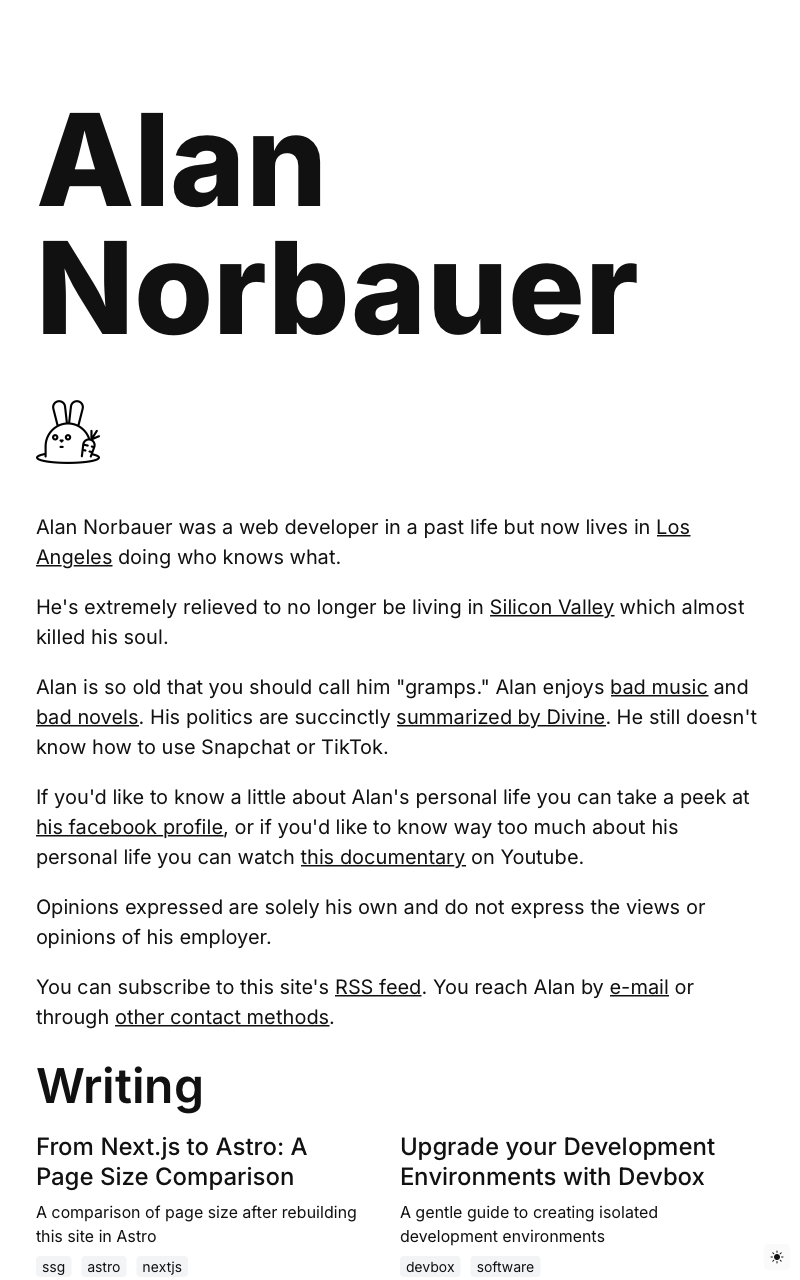 Alan
Norbauer
Alan Norbauer was a web developer in a past life but now lives in Los
Angeles doing who knows what.
He's extremely relieved to no longer be living in Silicon Valley which almost
killed his soul.
Alan is so old that you should call him "gramps." Alan enjoys bad music and
bad novels. His politics are succinctly summarized by Divine. He still doesn't
know how to use Snapchat or TikTok.
If you'd like to know a little about Alan's personal life you can take a peek at
his facebook profile, or if you'd like to know way too much about his
personal life you can watch this documentary on Youtube.
Opinions expressed are solely his own and do not express the views or
opinions of his employer.
You can subscribe to this site's RSS feed. You reach Alan by e-mail or
through other contact methods.
Writing
From Next.js to Astro: A
Page Size Comparison
A comparison of page size after rebuilding
this site in Astro
ssg astro nextjs
Upgrade your Development
Environments with Devbox
A gentle guide to creating isolated
development environments
devbox software